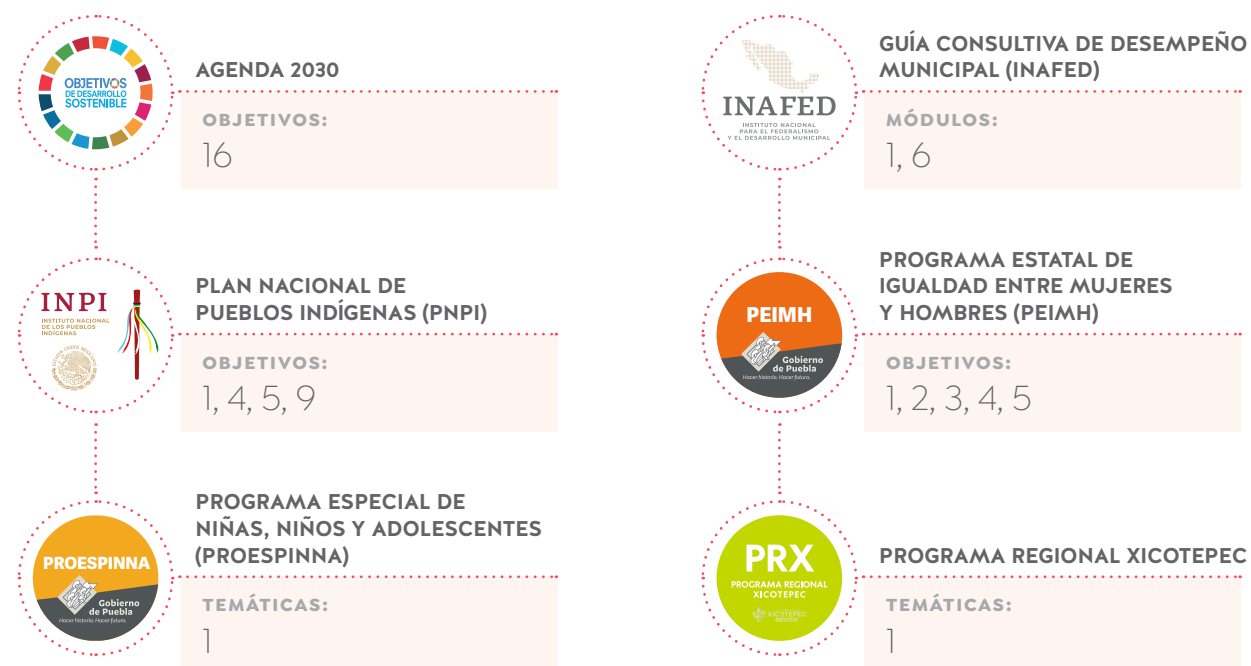 OBJETIVOS
DE DESARROLLO
SOSTENIBLE
AGENDA 2030
OBJETIVOS:
16
INPI
INSTITUTO NACIONAL
DE LOS PUEBLOS
INDÍGENAS
PLAN NACIONAL DE
PUEBLOS INDÍGENAS (PNPI)
OBJETIVOS:
1, 4, 5, 9
PROESPINNA
Gobierno
de Puebla
Hacer historia. Hacer futuro.
PROGRAMA ESPECIAL DE
NIÑAS, NIÑOS Y ADOLESCENTES
(PROESPINNA)
TEMÁTICAS:
1
INAFED
INSTITUTO NACIONAL
PARA EL FEDERALISMO
Y EL DESARROLLO MUNICIPAL
GUÍA CONSULTIVA DE DESEMPEÑO
MUNICIPAL (INAFED)
MÓDULOS:
1, 6
PEIMH
Gobierno
de Puebla
Hacer historia. Hacer futuro.
PROGRAMA ESTATAL DE
IGUALDAD ENTRE MUJERES
Y HOMBRES (PEIMH)
OBJETIVOS:
1, 2, 3, 4, 5
PRX
PROGRAMA REGIONAL
XICOTEPEC
XICOTEPEC
PROGRAMA REGIONAL XICOTEPEC
TEMÁTICAS:
1